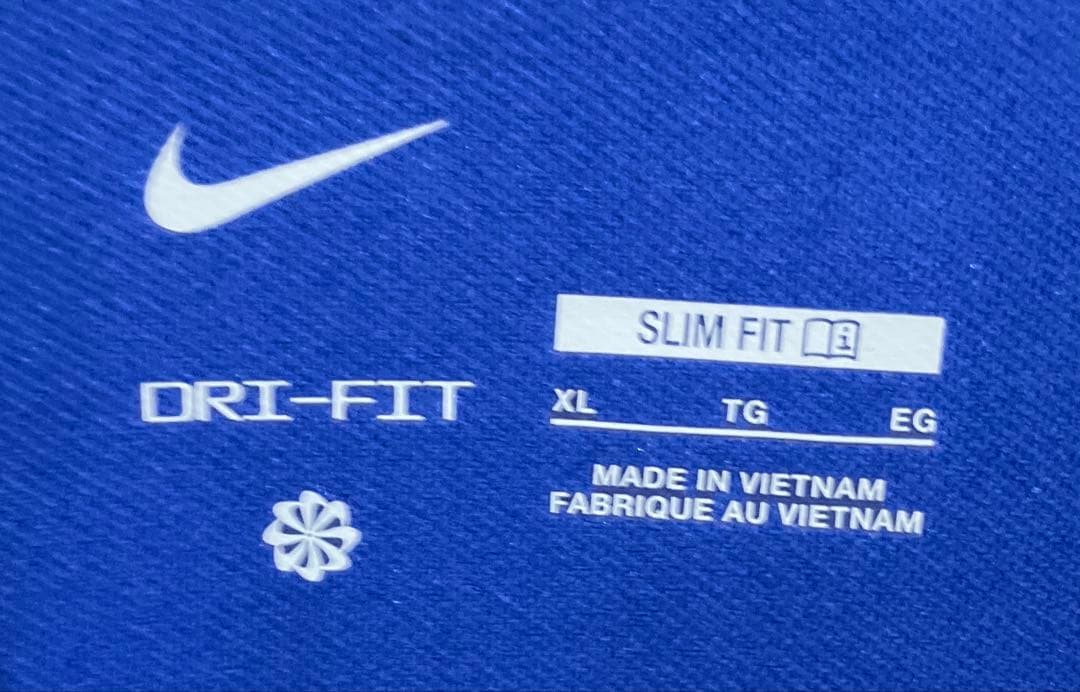 DRI-FIT
SLIM FIT
XL TG EG
MADE IN VIETNAM
FABRIQUE AU VIETNAM